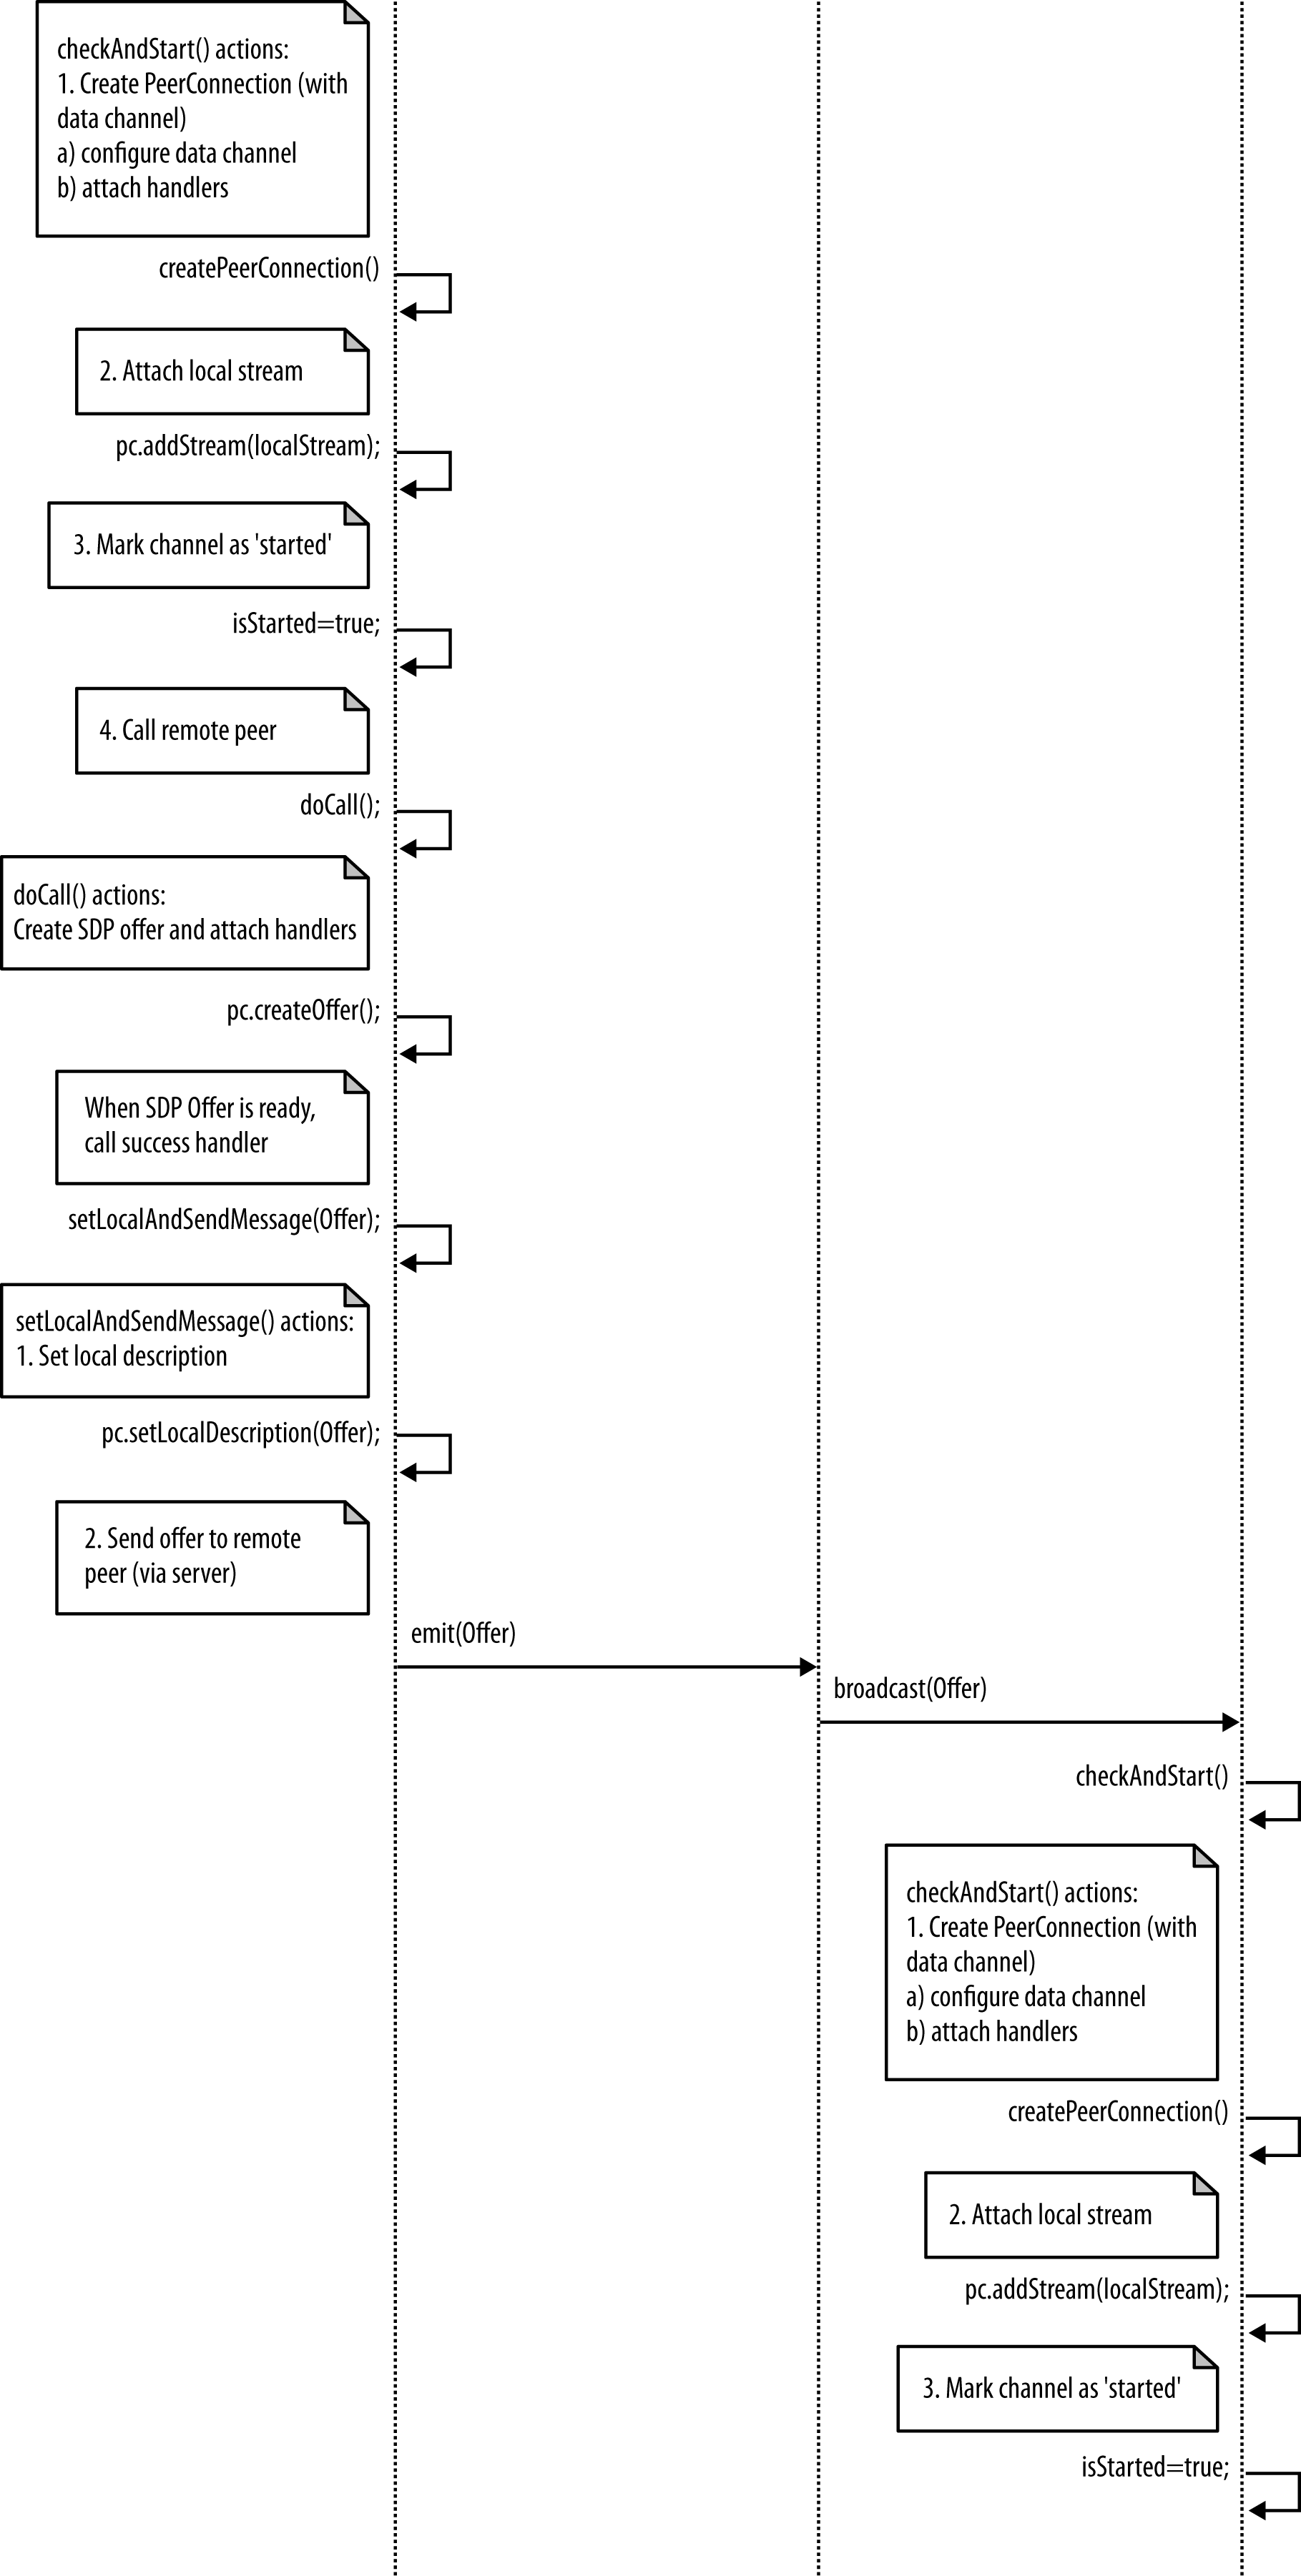 checkAndStart() actions:
1. Create PeerConnection (with
data channel)
a) configure data channel
b) attach handlers
createPeerConnection()
2. Attach local stream
pc.addStream(localStream);
3. Mark channel as 'started'
isStarted=true;
4. Call remote peer
doCall();
doCall() actions:
Create SDP offer and attach handlers
pc.createOffer();
When SDP Offer is ready,
call success handler
setLocalAndSendMessage(Offer);
setLocalAndSendMessage() actions:
1. Set local description
pc.setLocalDescription(Offer);
2. Send offer to remote
peer (via server)
emit(Offer)
broadcast(Offer)
checkAndStart()
checkAndStart() actions:
1. Create PeerConnection (with
data channel)
a) configure data channel
b) attach handlers
createPeerConnection()
2. Attach local stream
pc.addStream(localStream);
3. Mark channel as 'started'
isStarted=true;